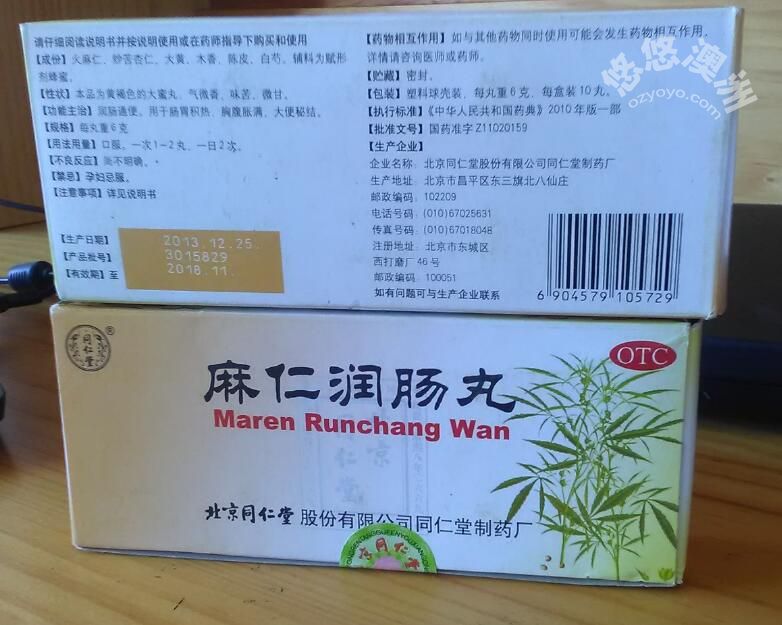 请仔细阅读说明书并按说明使用或在药师指导下购买和使用
【成份】火麻仁、炒苦杏仁、大黄、木香、陈皮、白芍。辅料为赋形
剂蜂蜜。
【性状】本品为黄褐色的大蜜丸。气微香，味苦、微甘。
【功能主治】润肠通便。用于肠胃积热，胸腹胀满，大便秘结。
【规格】每丸重6克
【用法用量】口服。一次1~2丸，一日2次。
【不良反应】尚不明确。
【禁忌】孕妇忌服。
【注意事项】详见说明书
【生产日期】 2013.12.25.
【产品批号】 3015829
【有效期】至 2018.11.
【药物相互作用】如与其他药物同时使用可能会发生药物相互作用，
详情请咨询医师或药师。
【贮藏】密封。
【包装】塑料球壳装，每丸重6克，每盒装10丸。
【执行标准】《中华人民共和国药典》2010年版一部
【批准文号】国药准字Z11020159
【生产企业】
企业名称：北京同仁堂股份有限公司同仁堂制药厂
生产地址：北京市昌平区东三旗北八仙庄
邮政编码：102209
电话号码：(010)67025631
传真号码：(010)67018048
注册地址：北京市东城区
西打磨厂46号
邮政编码：100051
如有问题可与生产企业联系
6 904579 105729
悠悠澳洲
ozyoyo.com
同仁堂®
OTC
麻仁润肠丸
Maren Runchang Wan
北京同仁堂 股份有限公司同仁堂制药厂